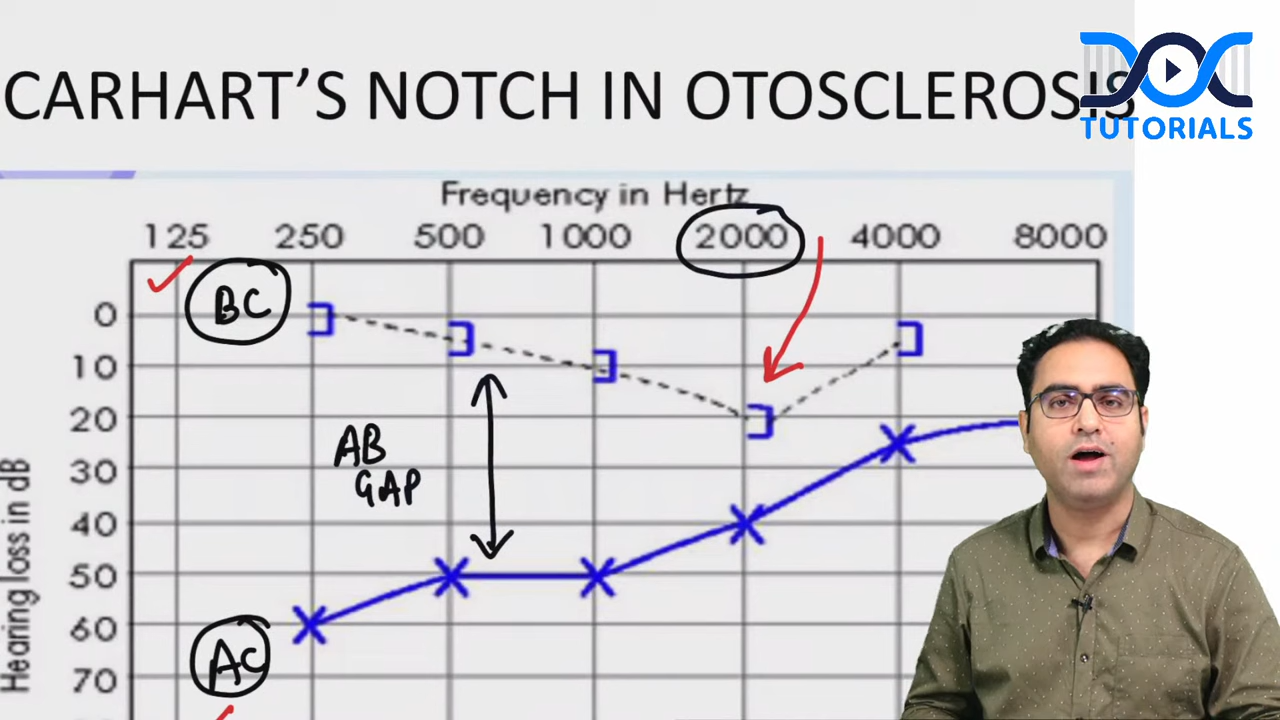 CARHART'S NOTCH IN OTOSCLEROSIS
DOC
TUTORIALS
Frequency in Hertz
125 250 500 1000 2000 4000 8000
BC
0
10
20
30
40
50
60
70
AB
GAP
AC
Hearing loss in dB